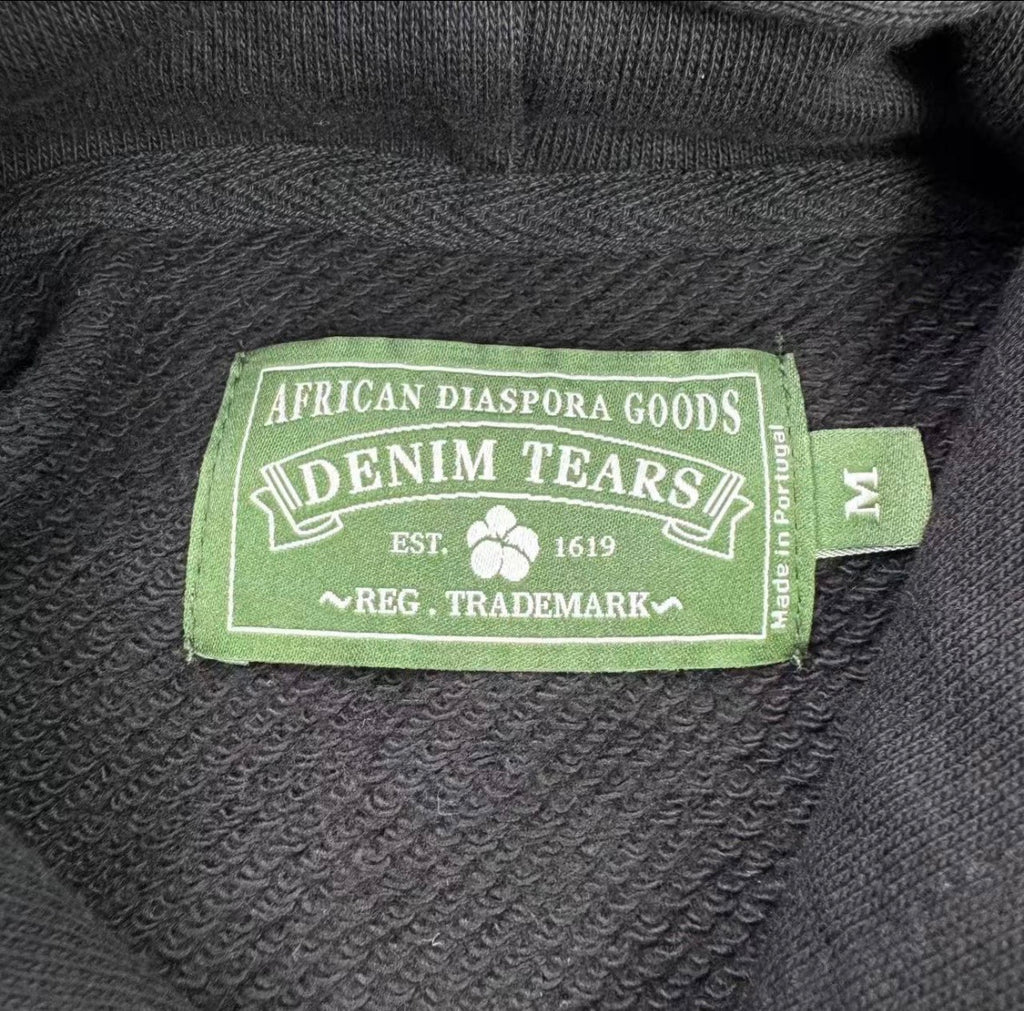 AFRICAN DIASPORA GOODS
DENIM TEARS
EST. 1619
~REG. TRADEMARK~
Made in Portugal
M